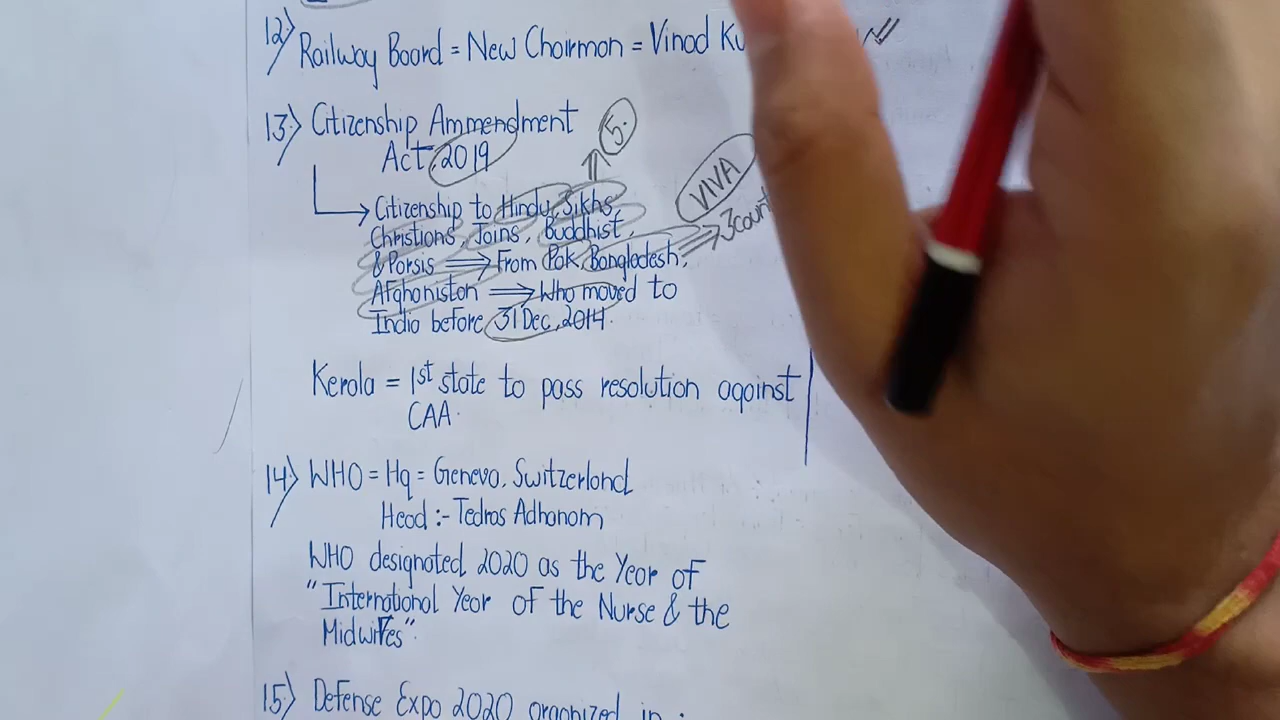 12) Railway Board = New Chairman = Vinod Ku
13) Citizenship Ammendment
Act, 2019
5.
Citizenship to Hindu, Sikhs,
VIVA
Christians, Jains, Buddhist,
3 count
& Parsis ⟹ From Pak, Bangladesh,
Afghanistan ⟹ Who moved to
India before 31 Dec, 2014.
Kerala = 1st state to pass resolution against
CAA.
14) WHO = Hq = Geneva, Switzerland
Head :- Tedros Adhanom
WHO designated 2020 as the Year of
"International Year of the Nurse & the
Midwifes".
15) Defense Expo 2020 organized in :